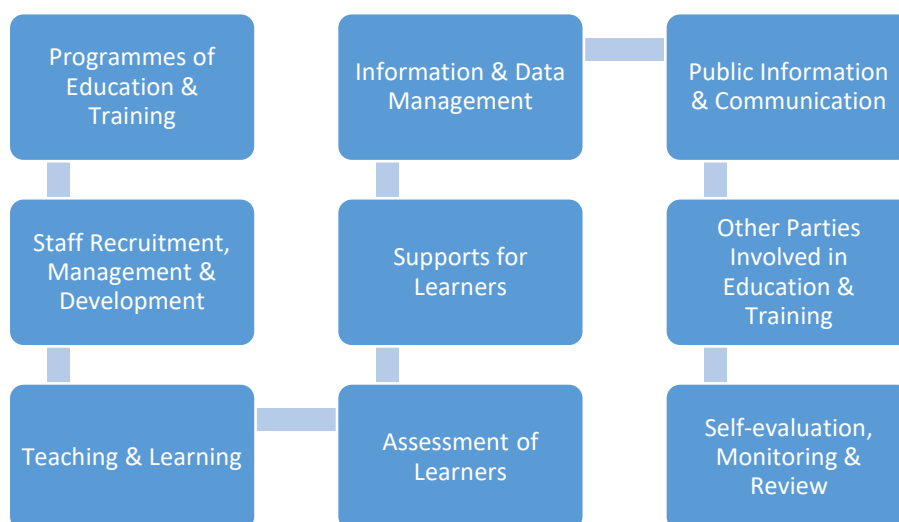 Programmes of
Education &
Training
Staff Recruitment,
Management &
Development
Teaching & Learning
Assessment of
Learners
Supports for
Learners
Information & Data
Management
Public Information
& Communication
Other Parties
Involved in
Education &
Training
Self-evaluation,
Monitoring &
Review